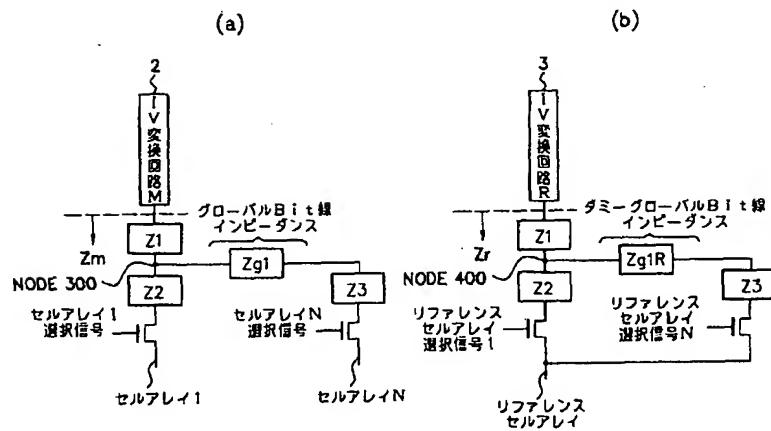 (a)
2
IV変換回路M
グローバルBit線
インピーダンス
Zm
Z1
NODE 300
Zg1
Z2
Z3
セルアレイ1
選択信号
セルアレイN
選択信号
セルアレイ1
セルアレイN
(b)
3
IV変換回路R
ダミーグローバルBit線
インピーダンス
Zr
Z1
NODE 400
Zg1R
Z2
Z3
リファレンス
セルアレイ
選択信号1
リファレンス
セルアレイ
選択信号N
リファレンス
セルアレイ